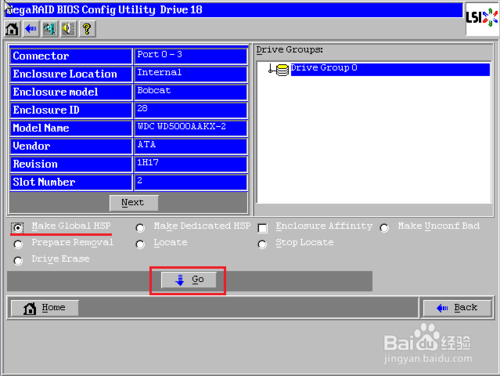 MegaRAID BIOS Config Utility Drive 18
LSI
Connector Port 0 - 3
Enclosure Location Internal
Enclosure model Bobcat
Enclosure ID 28
Model Name WDC WD5000AAKX-2
Vendor ATA
Revision 1H17
Slot Number 2
Next
Drive Groups:
Drive Group 0
Make Global HSP Make Dedicated HSP Enclosure Affinity Make Unconf Bad
Prepare Removal Locate Stop Locate
Drive Erase
Go
Home
Back
Baidu 经验
jingyan.baidu.com